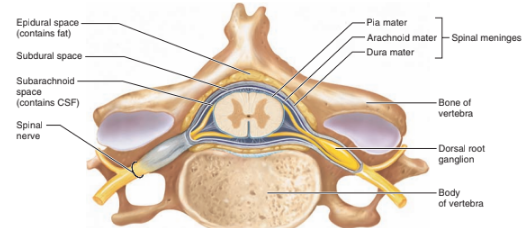 Epidural space
(contains fat)
Subdural space
Subarachnoid
space
(contains CSF)
Spinal
nerve
Pia mater
Arachnoid mater
Dura mater
Spinal meninges
Bone of
vertebra
Dorsal root
ganglion
Body
of vertebra